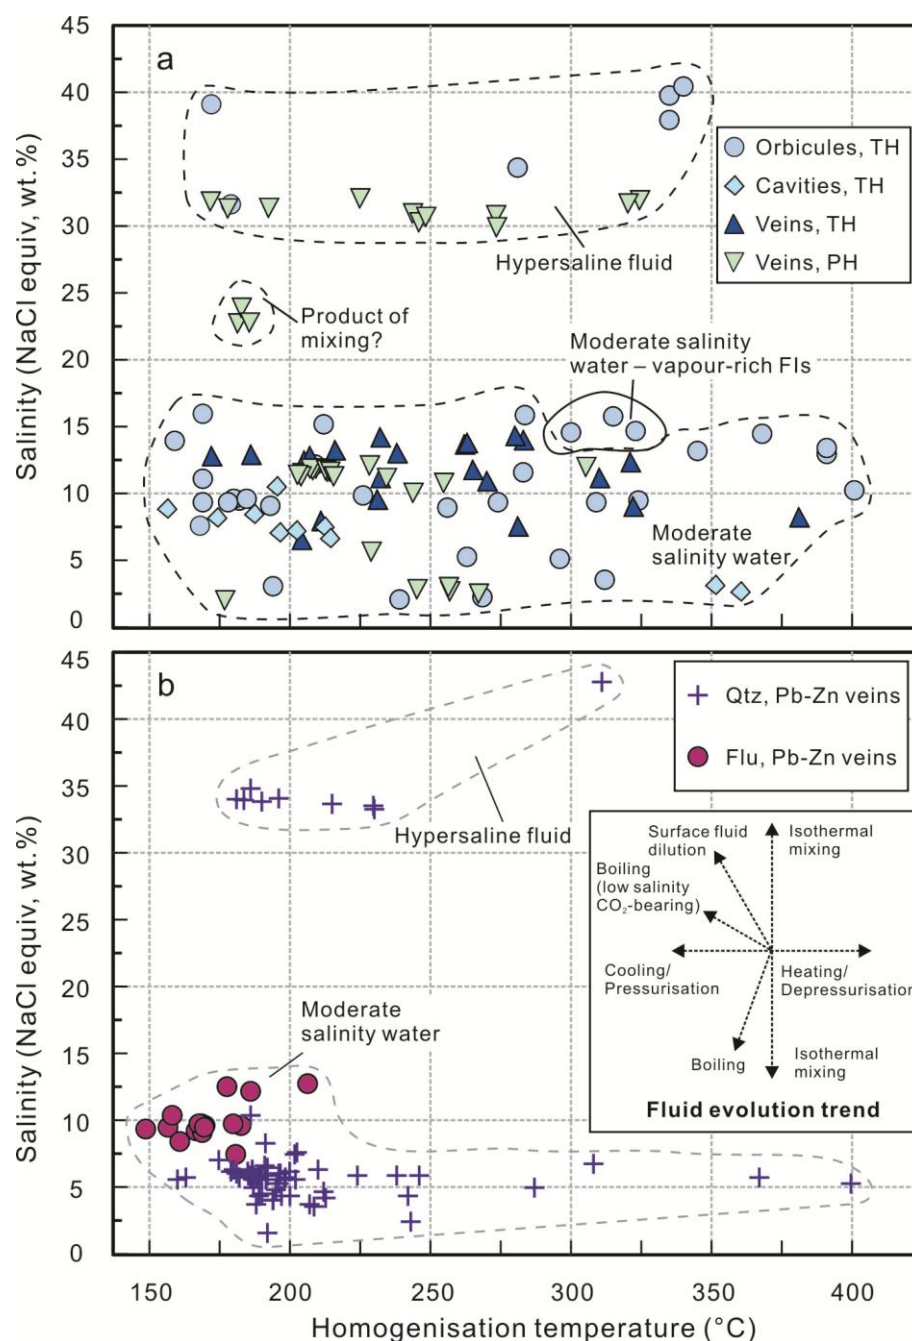 a
45
40
35
30
25
20
15
10
5
0
Salinity (NaCl equiv, wt.%)
Orbicules, TH
Cavities, TH
Veins, TH
Veins, PH
Hypersaline fluid
Product of
mixing?
Moderate salinity
water – vapour-rich FIs
Moderate
salinity water
b
45
40
35
30
25
20
15
10
5
0
Salinity (NaCl equiv, wt.%)
Qtz, Pb-Zn veins
Flu, Pb-Zn veins
Hypersaline fluid
Moderate
salinity water
Surface fluid
dilution
Isothermal
mixing
Boiling
(low salinity
CO₂-bearing)
Cooling/
Pressurisation
Heating/
Depressurisation
Boiling
Isothermal
mixing
Fluid evolution trend
150 200 250 300 350 400
Homogenisation temperature (°C)